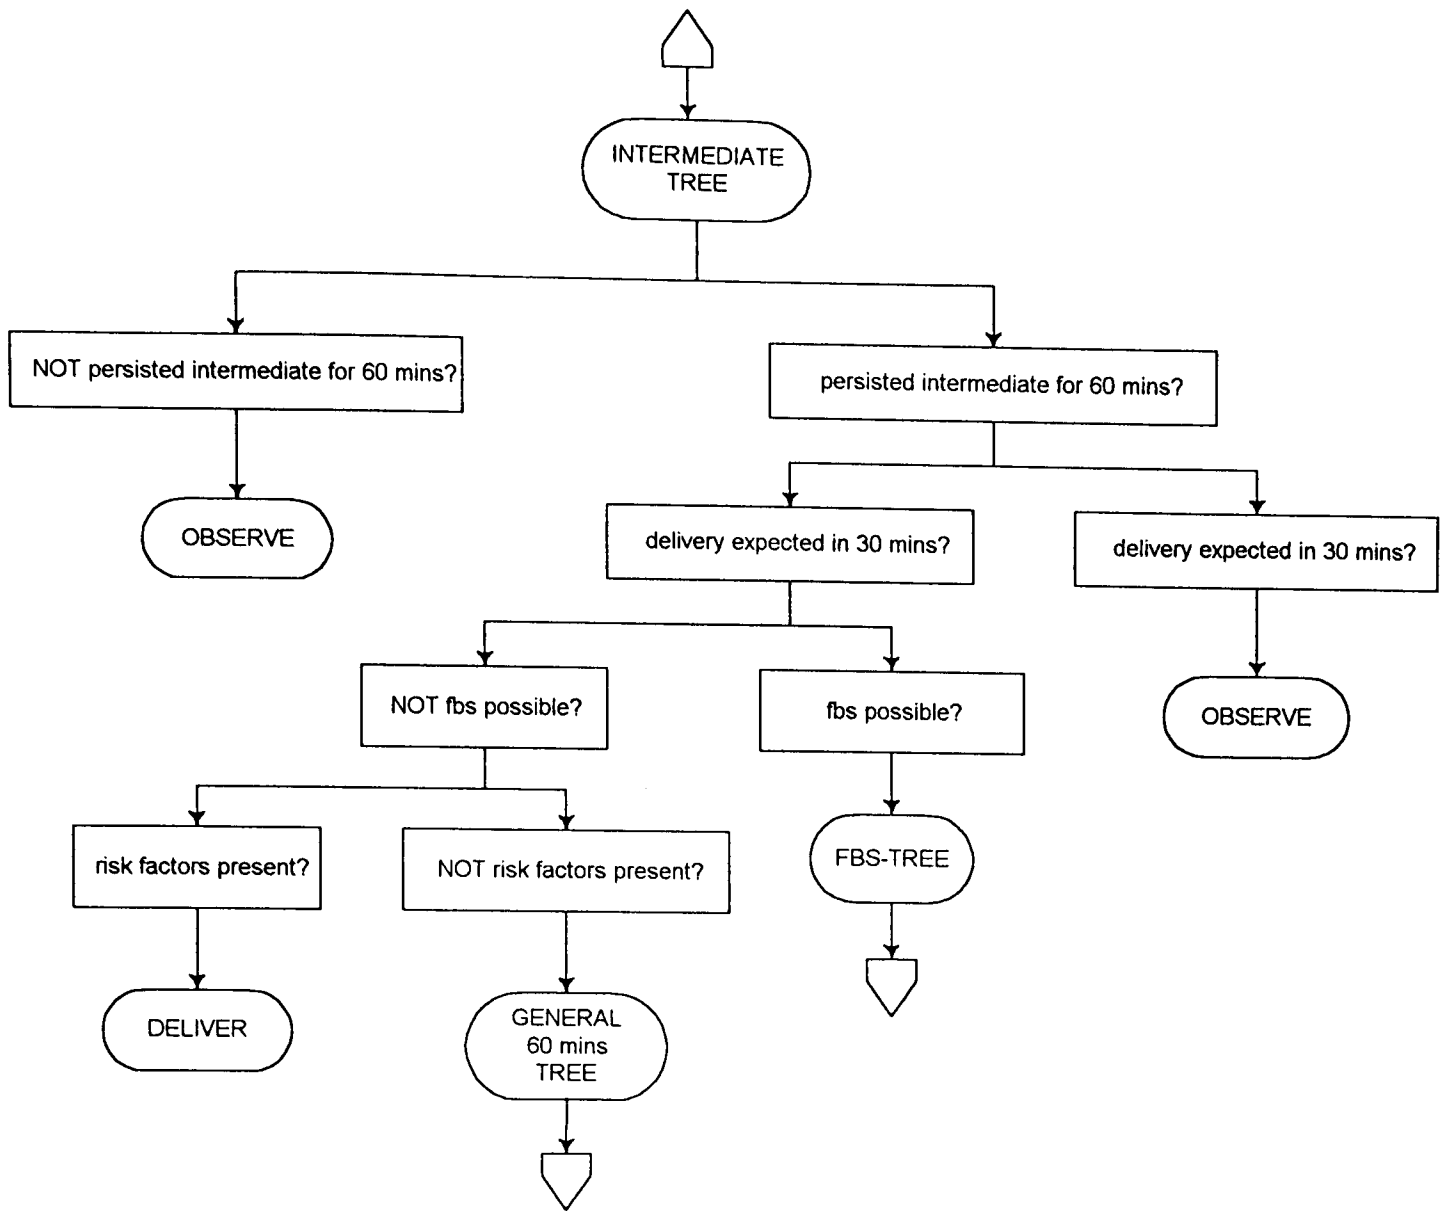 INTERMEDIATE
TREE
NOT persisted intermediate for 60 mins?
persisted intermediate for 60 mins?
OBSERVE
delivery expected in 30 mins?
delivery expected in 30 mins?
NOT fbs possible?
fbs possible?
OBSERVE
risk factors present?
NOT risk factors present?
FBS-TREE
DELIVER
GENERAL
60 mins
TREE